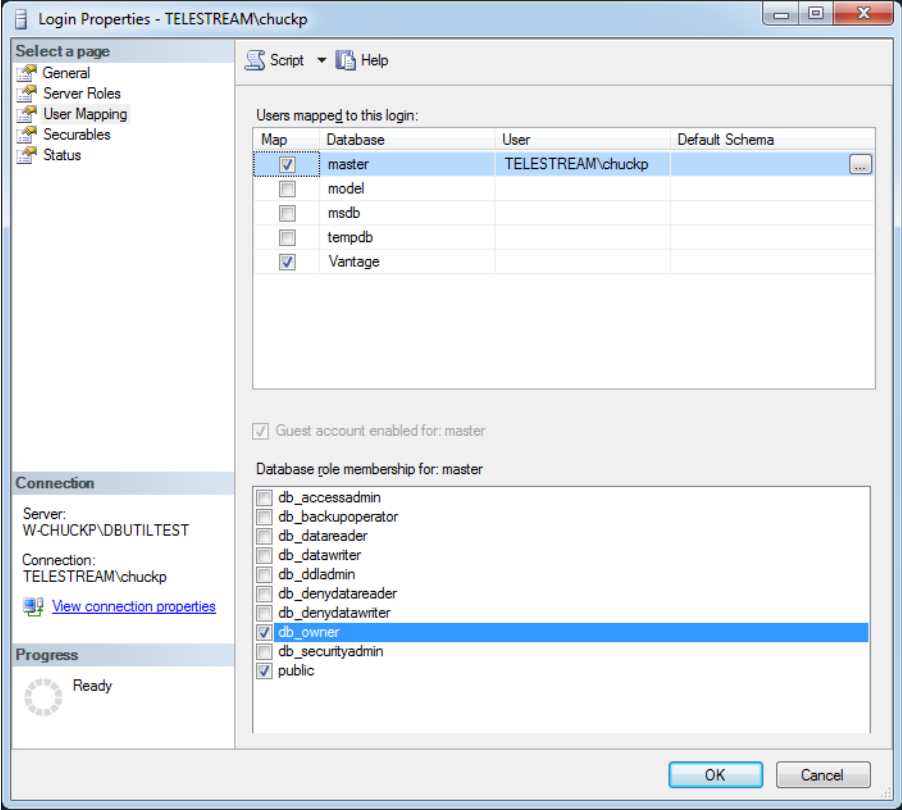 Login Properties - TELESTREAM\chuckp
Select a page
General
Server Roles
User Mapping
Securables
Status
Script
Help
Users mapped to this login:
Map Database User Default Schema
master TELESTREAM\chuckp ...
model
msdb
tempdb
Vantage
Guest account enabled for: master
Database role membership for: master
db_accessadmin
db_backupoperator
db_datareader
db_datawriter
db_ddladmin
db_denydatareader
db_denydatawriter
db_owner
db_securityadmin
public
Connection
Server:
W-CHUCKP\DBUTILTEST
Connection:
TELESTREAM\chuckp
View connection properties
Progress
Ready
OK Cancel